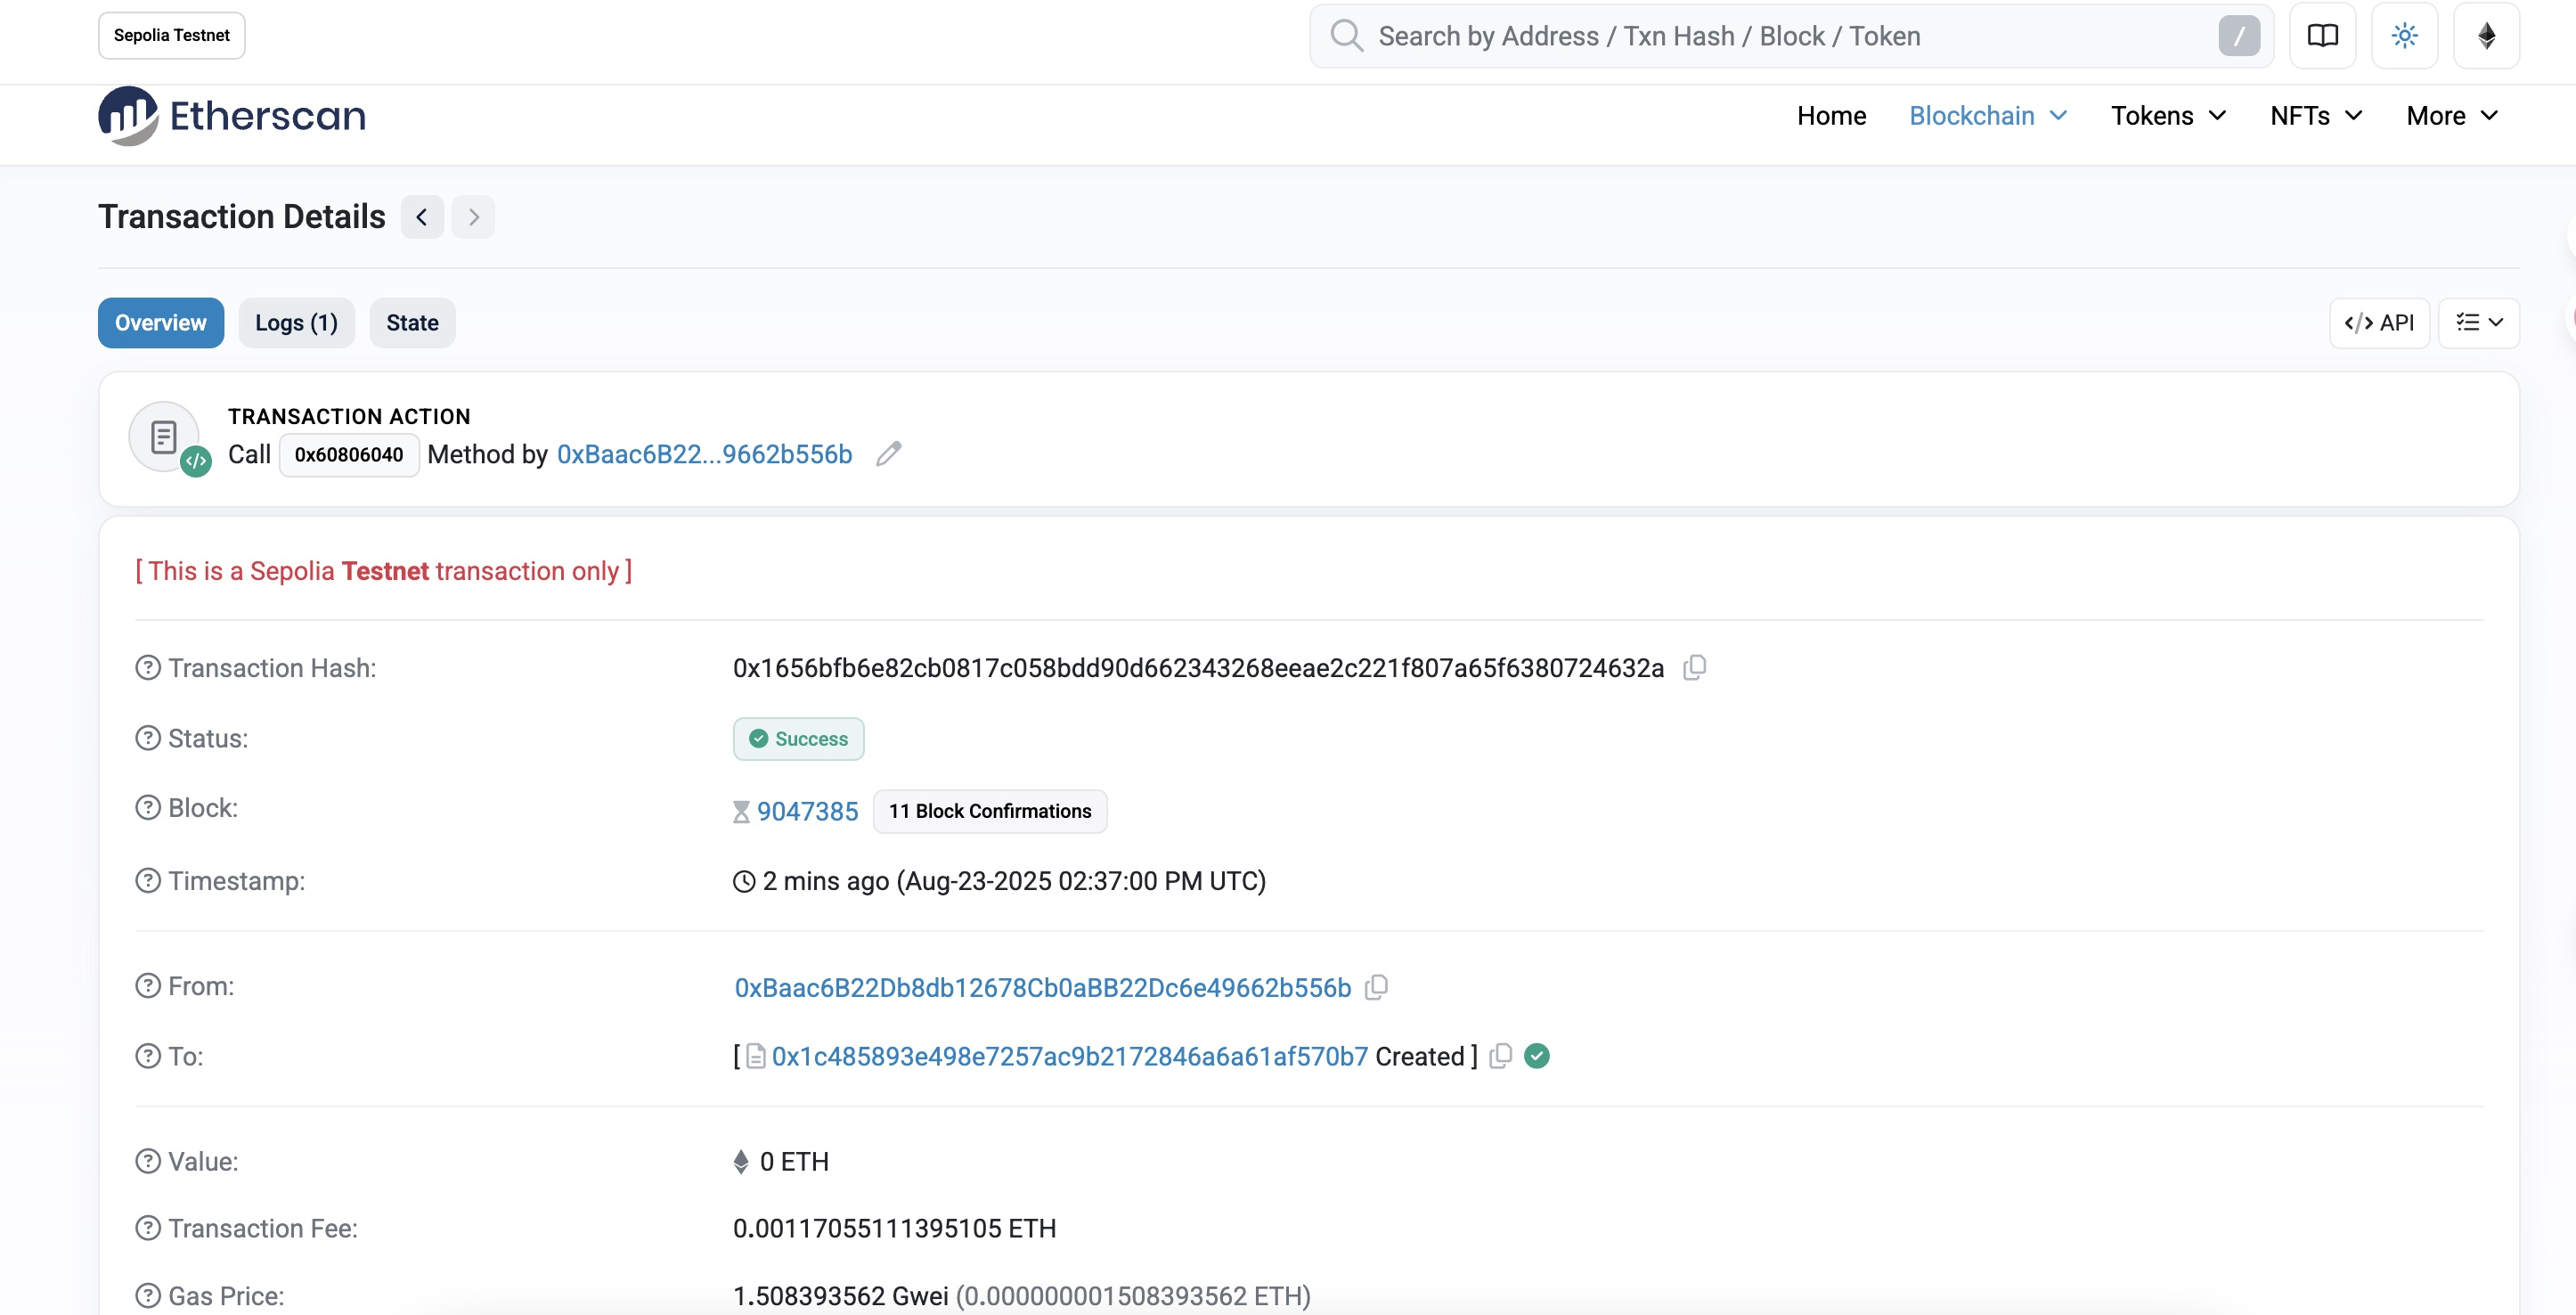 Sepolia Testnet
Search by Address / Txn Hash / Block / Token /
Etherscan
Home Blockchain Tokens NFTs More
Transaction Details
Overview Logs (1) State
</> API
TRANSACTION ACTION
Call 0x60806040 Method by 0xBaac6B22...9662b556b
[ This is a Sepolia Testnet transaction only ]
Transaction Hash: 0x1656bfb6e82cb0817c058bdd90d662343268eeae2c221f807a65f6380724632a
Status: Success
Block: 9047385 11 Block Confirmations
Timestamp: 2 mins ago (Aug-23-2025 02:37:00 PM UTC)
From: 0xBaac6B22Db8db12678Cb0aBB22Dc6e49662b556b
To: [ 0x1c485893e498e7257ac9b2172846a6a61af570b7 Created ]
Value: 0 ETH
Transaction Fee: 0.00117055111395105 ETH
Gas Price: 1.508393562 Gwei (0.000000001508393562 ETH)